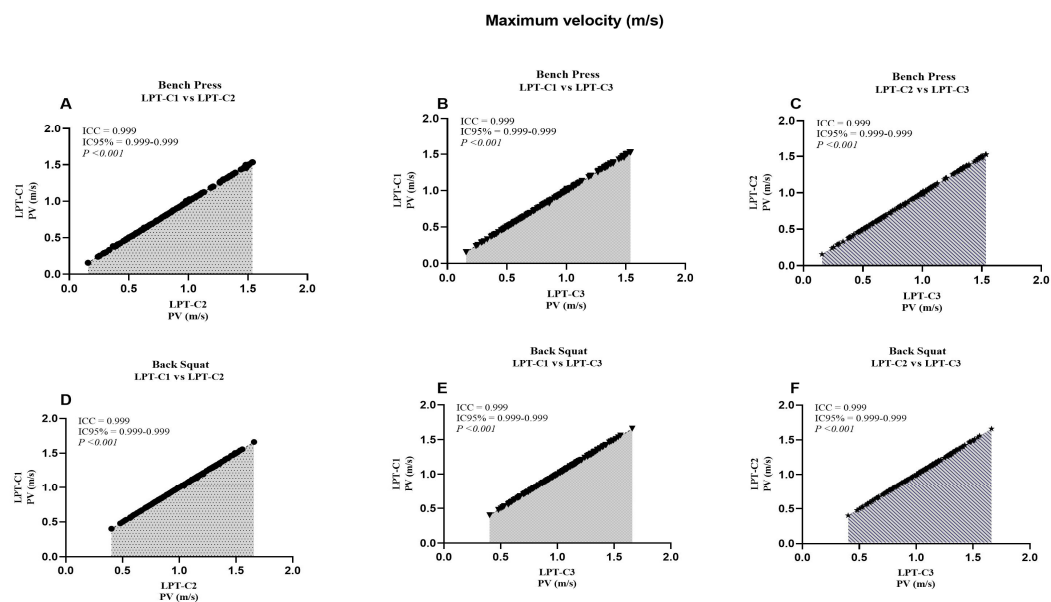 Maximum velocity (m/s)
A
Bench Press
LPT-C1 vs LPT-C2
ICC = 0.999
IC95% = 0.999-0.999
P <0.001
2.0
1.5
1.0
0.5
0.0
LPT-C1
PV (m/s)
0.0 0.5 1.0 1.5 2.0
LPT-C2
PV (m/s)
B
Bench Press
LPT-C1 vs LPT-C3
ICC = 0.999
IC95% = 0.999-0.999
P <0.001
2.0
1.5
1.0
0.5
0.0
LPT-C1
PV (m/s)
0.0 0.5 1.0 1.5 2.0
LPT-C3
PV (m/s)
C
Bench Press
LPT-C2 vs LPT-C3
ICC = 0.999
IC95% = 0.999-0.999
P <0.001
2.0
1.5
1.0
0.5
0.0
LPT-C2
PV (m/s)
0.0 0.5 1.0 1.5 2.0
LPT-C3
PV (m/s)
D
Back Squat
LPT-C1 vs LPT-C2
ICC = 0.999
IC95% = 0.999-0.999
P <0.001
2.0
1.5
1.0
0.5
0.0
LPT-C1
PV (m/s)
0.0 0.5 1.0 1.5 2.0
LPT-C2
PV (m/s)
E
Back Squat
LPT-C1 vs LPT-C3
ICC = 0.999
IC95% = 0.999-0.999
P <0.001
2.0
1.5
1.0
0.5
0.0
LPT-C1
PV (m/s)
0.0 0.5 1.0 1.5 2.0
LPT-C3
PV (m/s)
F
Back Squat
LPT-C2 vs LPT-C3
ICC = 0.999
IC95% = 0.999-0.999
P <0.001
2.0
1.5
1.0
0.5
0.0
LPT-C2
PV (m/s)
0.0 0.5 1.0 1.5 2.0
LPT-C3
PV (m/s)